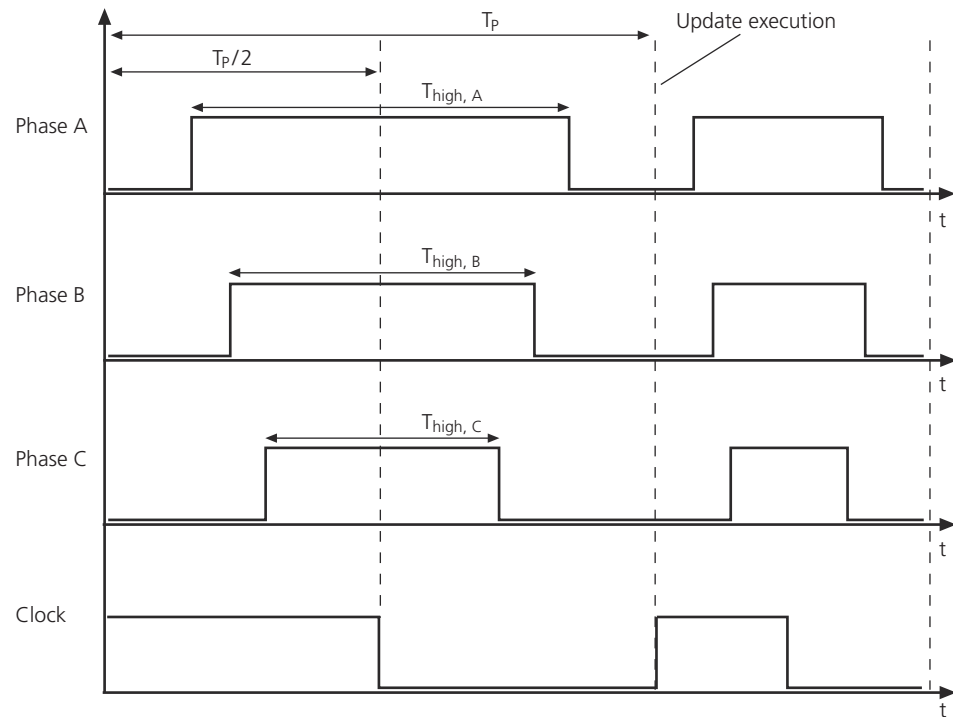 T_P
Update execution
T_P/2
T_high, A
Phase A
t
T_high, B
Phase B
t
T_high, C
Phase C
t
Clock
t